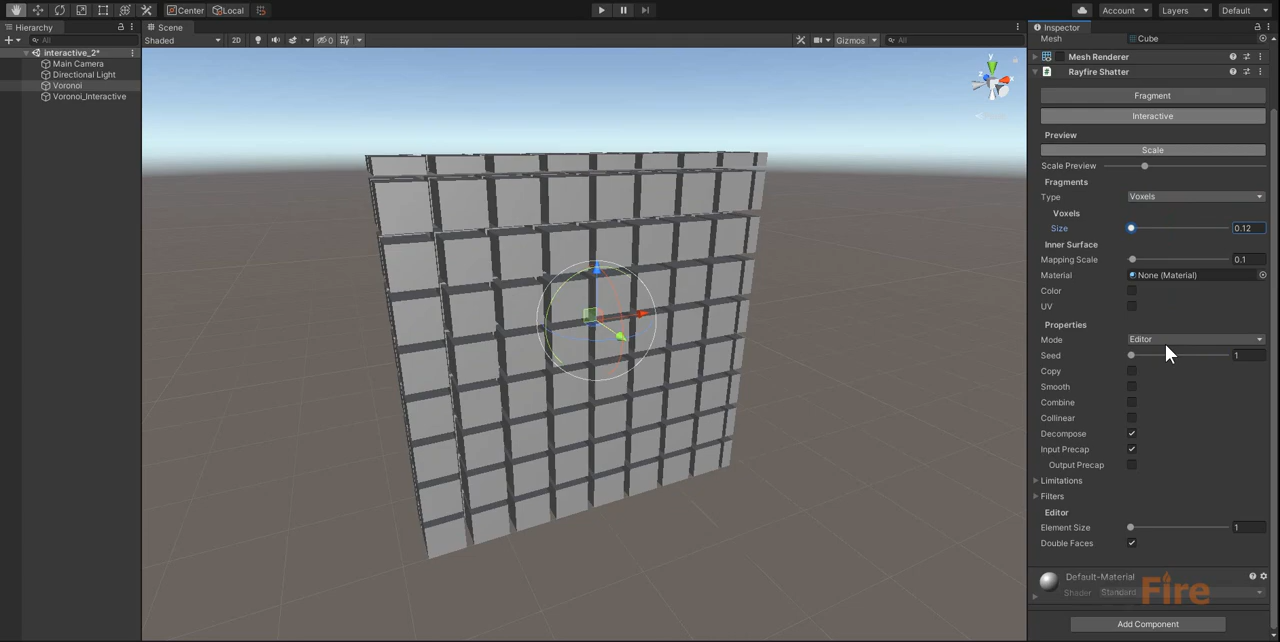 Center
Local
Account
Layers
Default
Hierarchy
All
interactive_2*
Main Camera
Directional Light
Voronoi
Voronoi_Interactive
Scene
Shaded
2D
0
Gizmos
All
y
x
z
Inspector
Mesh
Cube
Mesh Renderer
Rayfire Shatter
Fragment
Interactive
Preview
Scale
Scale Preview
Fragments
Type
Voxels
Voxels
Size
0.12
Inner Surface
Mapping Scale
0.1
Material
None (Material)
Color
UV
Properties
Mode
Editor
Seed
1
Copy
Smooth
Combine
Collinear
Decompose
Input Precap
Output Precap
Limitations
Filters
Editor
Element Size
1
Double Faces
Default-Material
Shader
Standard
Fire
Add Component